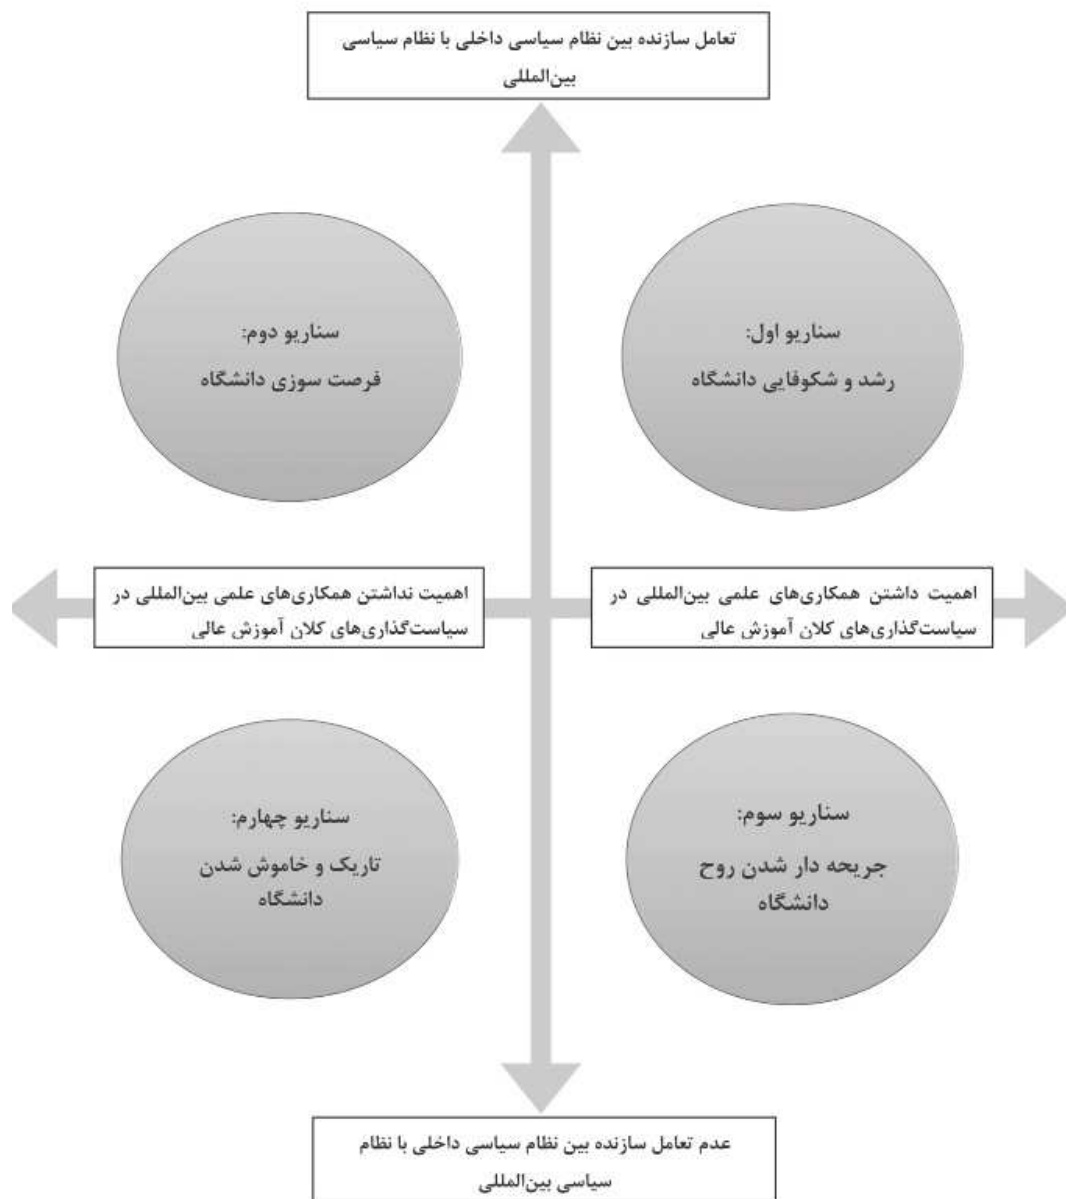 تعامل سازنده بین نظام سیاسی داخلی با نظام سیاسی
بین‌المللی
سناریو اول:
رشد و شکوفایی دانشگاه
سناریو دوم:
فرصت سوزی دانشگاه
اهمیت داشتن همکاری‌های علمی بین‌المللی در
سیاست‌گذاری‌های کلان آموزش عالی
اهمیت نداشتن همکاری‌های علمی بین‌المللی در
سیاست‌گذاری‌های کلان آموزش عالی
سناریو سوم:
جریحه دار شدن روح
دانشگاه
سناریو چهارم:
تاریک و خاموش شدن
دانشگاه
عدم تعامل سازنده بین نظام سیاسی داخلی با نظام
سیاسی بین‌المللی